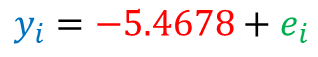 yᵢ = −5.4678 + eᵢ